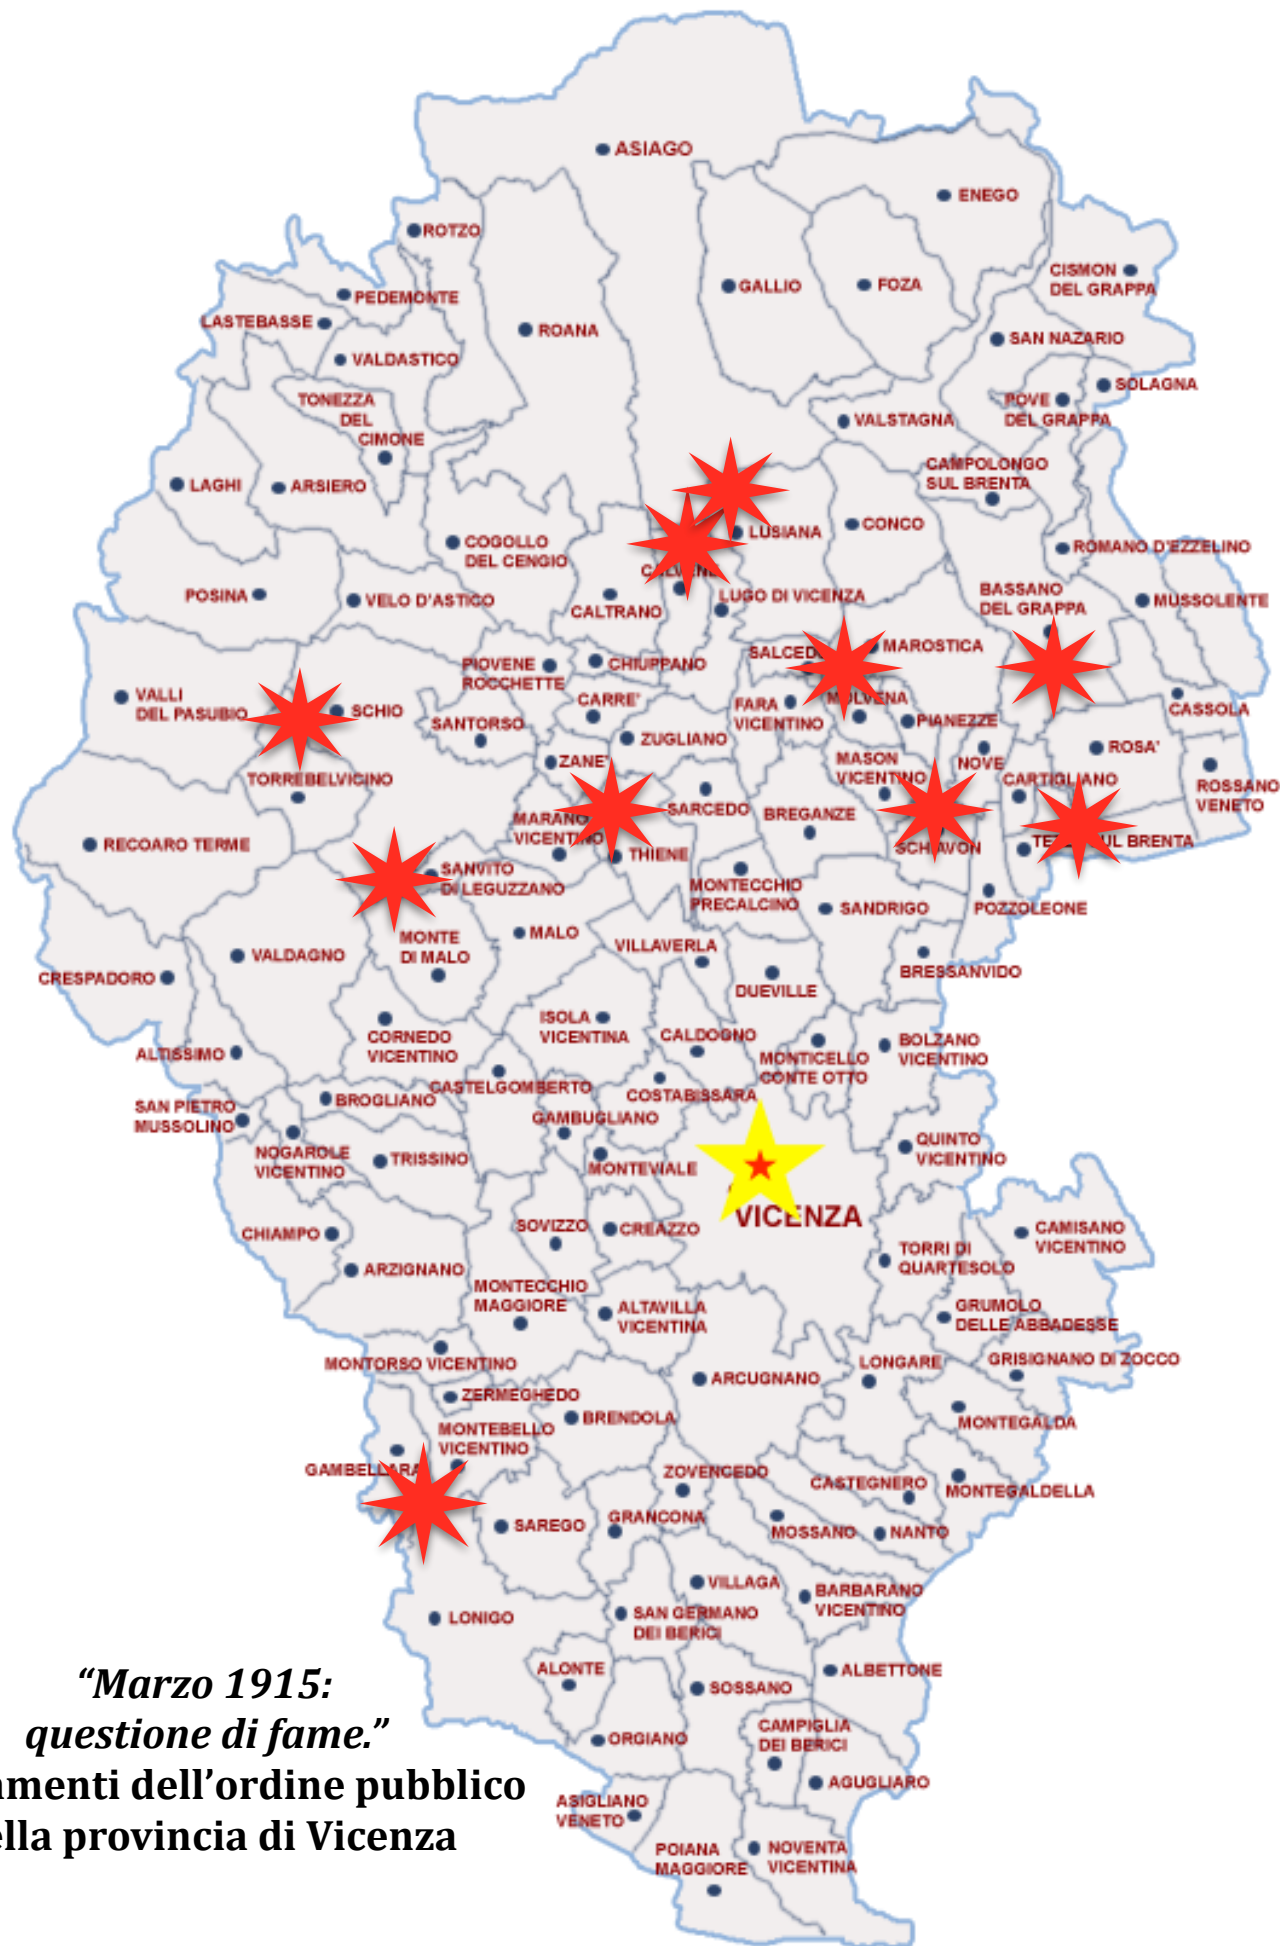 ASIAGO
ENEGO
ROTZO
CISMON
DEL GRAPPA
GALLIO
FOZA
PEDEMONTE
LASTEBASSE
ROANA
SAN NAZARIO
VALDASTICO
SOLAGNA
TONEZZA
DEL
CIMONE
POVE
DEL GRAPPA
VALSTAGNA
CAMPOLONGO
SUL BRENTA
LAGHI
ARSIERO
CONCO
LUSIANA
COGOLLO
DEL CENGIO
ROMANO D'EZZELINO
CALVENE
POSINA
VELO D'ASTICO
CALTRANO
LUGO DI VICENZA
BASSANO
DEL GRAPPA
MUSSOLENTE
MAROSTICA
SALCEDO
PIOVENE
ROCCHETTE
CHIUPPANO
VALLI
DEL PASUBIO
SCHIO
SANTORSO
CARRE'
FARA
VICENTINO
MOLVENA
PIANEZZE
CASSOLA
ZUGLIANO
ROSA'
ZANE'
MASON
VICENTINO
NOVE
TORREBELVICINO
CARTIGLIANO
ROSSANO
VENETO
SARCEDO
BREGANZE
MARANO
VICENTINO
RECOARO TERME
THIENE
SCHIAVON
TEZZE SUL BRENTA
SANVITO
DI LEGUZZANO
MONTECCHIO
PRECALCINO
SANDRIGO
POZZOLEONE
MONTE
DI MALO
MALO
VILLAVERLA
VALDAGNO
BRESSANVIDO
CRESPADORO
DUEVILLE
ISOLA
VICENTINA
CORNEDO
VICENTINO
CALDOGNO
BOLZANO
VICENTINO
ALTISSIMO
MONTICELLO
CONTE OTTO
CASTELGOMBERTO
COSTABISSARA
BROGLIANO
SAN PIETRO
MUSSOLINO
GAMBUGLIANO
QUINTO
VICENTINO
NOGAROLE
VICENTINO
TRISSINO
MONTEVIALE
VICENZA
CHIAMPO
SOVIZZO
CREAZZO
CAMISANO
VICENTINO
TORRI DI
QUARTESOLO
ARZIGNANO
MONTECCHIO
MAGGIORE
ALTAVILLA
VICENTINA
GRUMOLO
DELLE ABBADESSE
MONTORSO VICENTINO
LONGARE
GRISIGNANO DI ZOCCO
ARCUGNANO
ZERMEGHEDO
BRENDOLA
MONTEGALDA
MONTEBELLO
VICENTINO
GAMBELLARA
ZOVENCEDO
CASTEGNERO
MONTEGALDELLA
SAREGO
GRANCONA
MOSSANO
NANTO
VILLAGA
BARBARANO
VICENTINO
LONIGO
SAN GERMANO
DEI BERICI
ALONTE
ALBETTONE
SOSSANO
“Marzo 1915:
questione di fame.”
ORGIANO
CAMPIGLIA
DEI BERICI
amenti dell’ordine pubblico
AGUGLIARO
ASIGLIANO
VENETO
ella provincia di Vicenza
POIANA
MAGGIORE
NOVENTA
VICENTINA